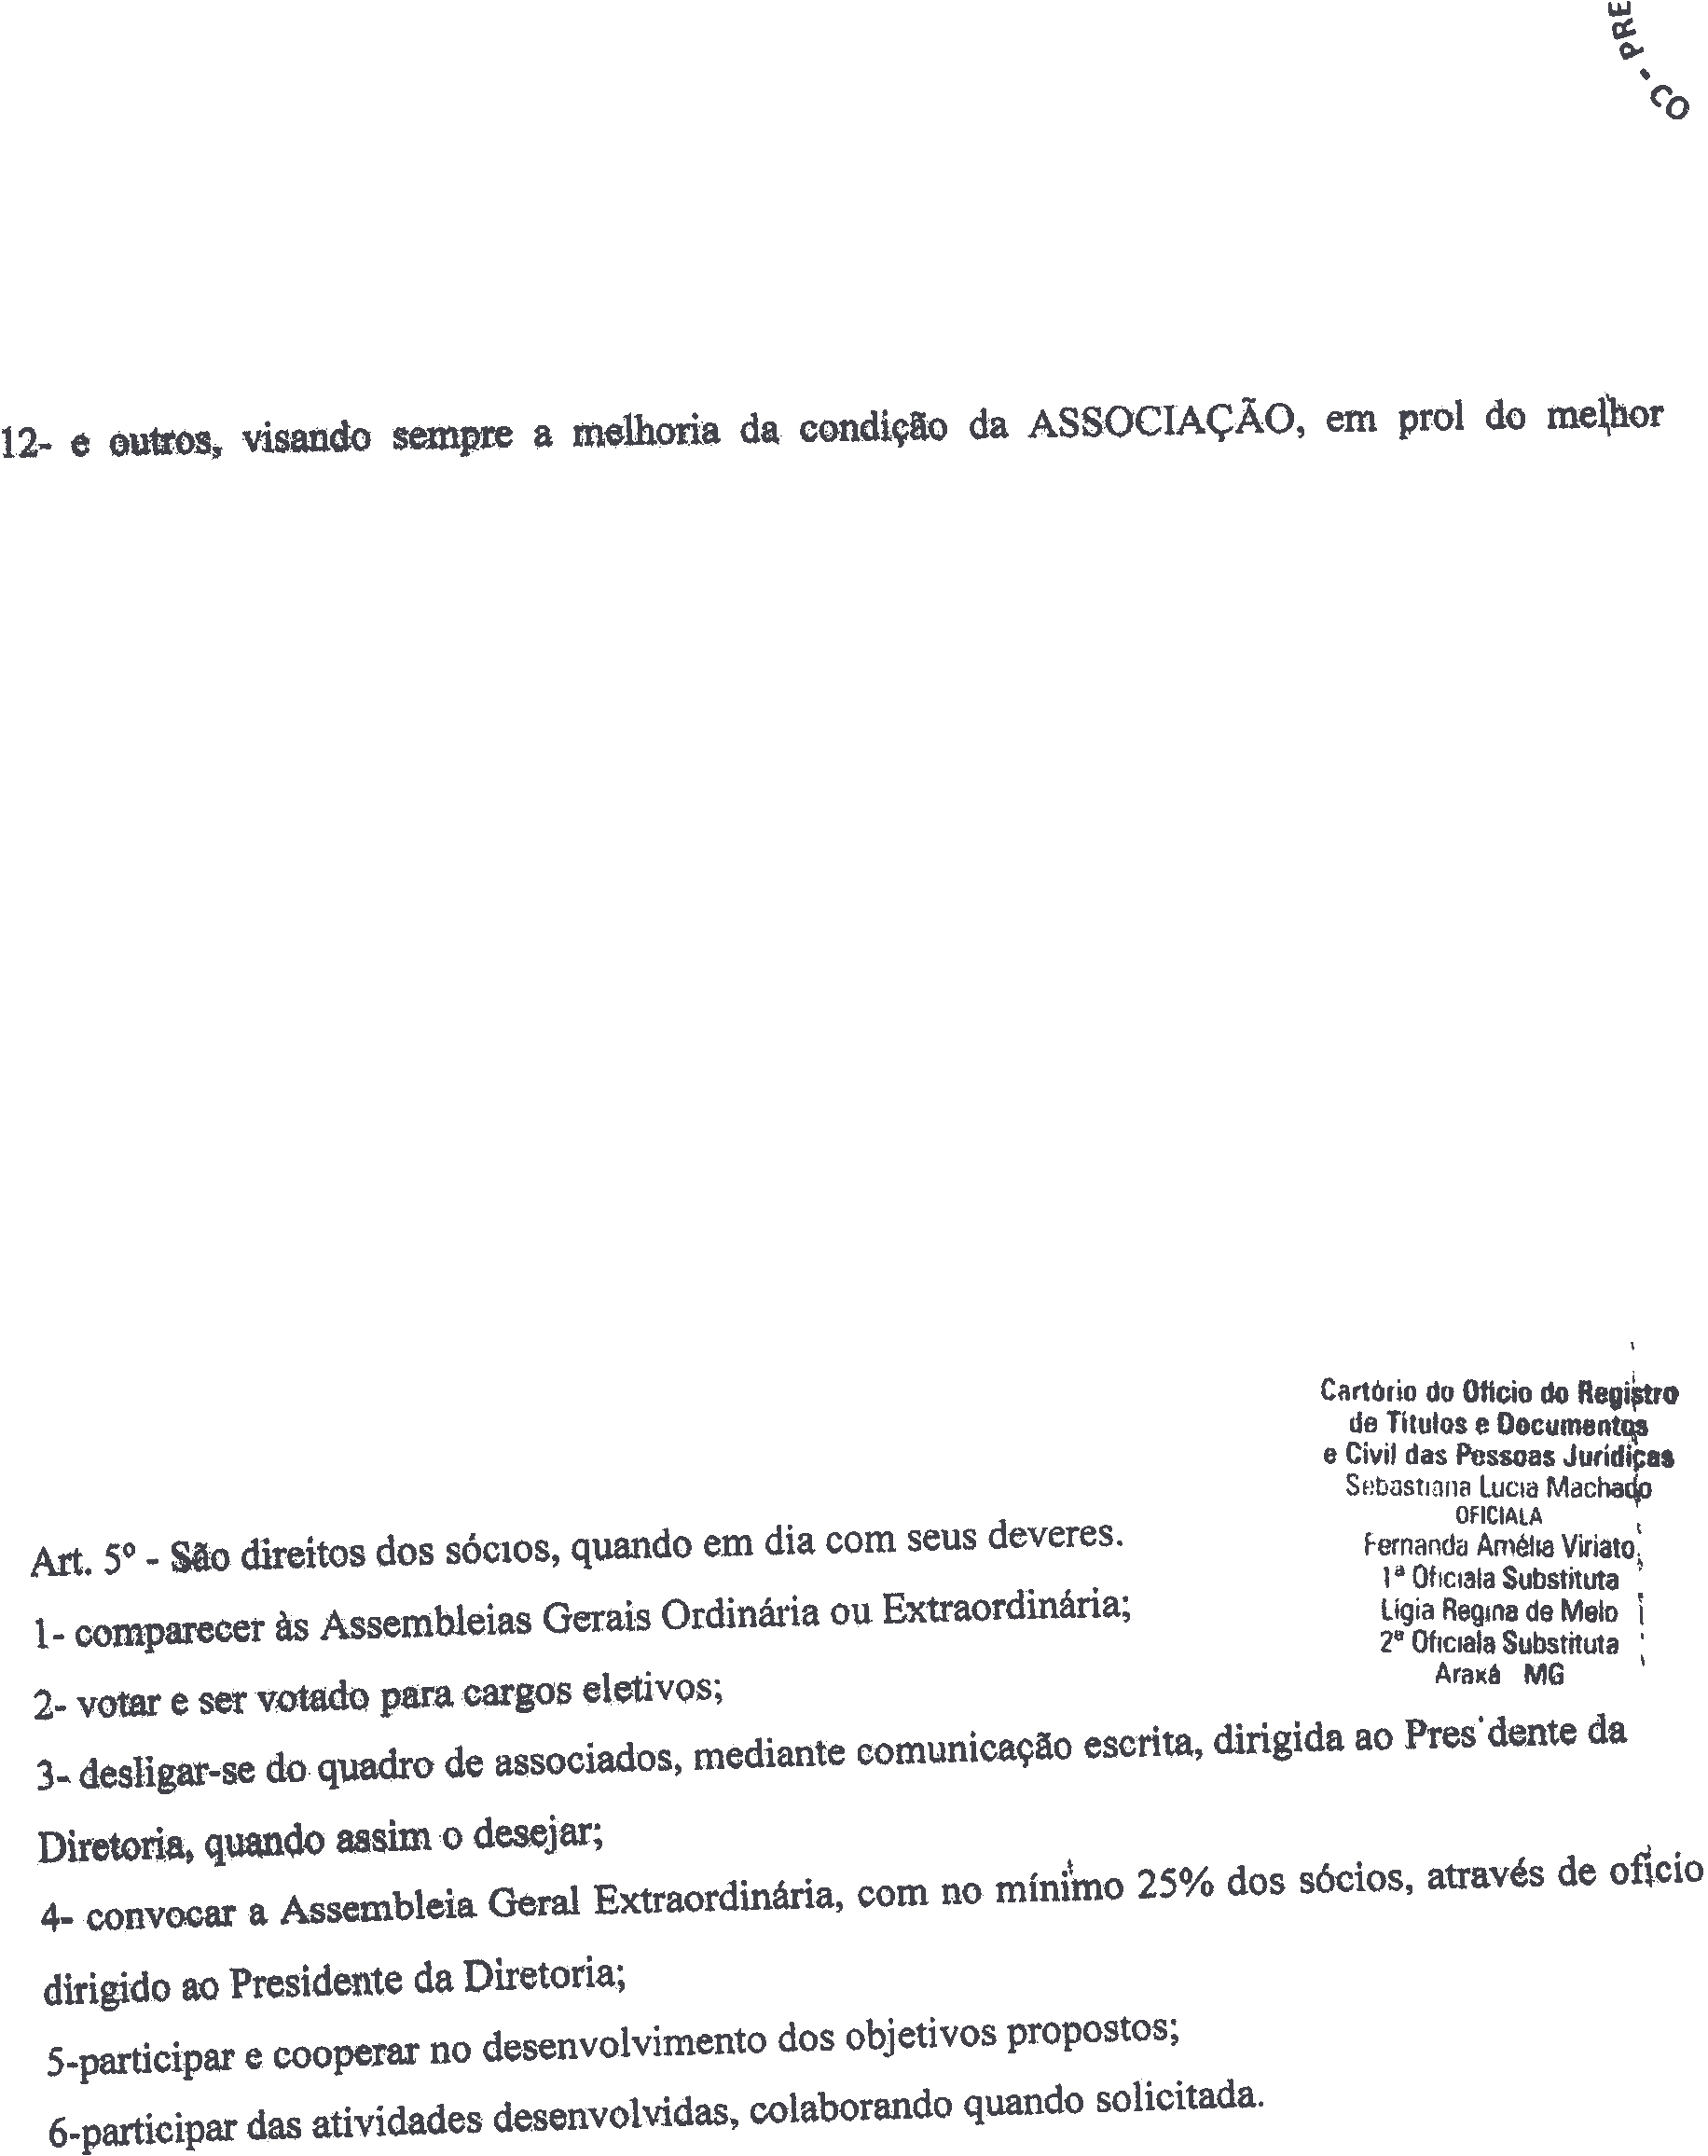 PRE
- CO
12- e outros, visando sempre a melhoria da condição da ASSOCIAÇÃO, em prol do melhor
Cartório do Ofício do Registro
de Títulos e Documentos
e Civil das Pessoas Jurídicas
Sebastiana Lucia Machado
OFICIALA
Fernanda Amélia Viriato
1ª Oficiala Substituta
Lígia Regina de Melo
2ª Oficiala Substituta
Araxá MG
Art. 5º - São direitos dos sócios, quando em dia com seus deveres.
1- comparecer às Assembleias Gerais Ordinária ou Extraordinária;
2- votar e ser votado para cargos eletivos;
3- desligar-se do quadro de associados, mediante comunicação escrita, dirigida ao Presidente da
Diretoria, quando assim o desejar;
4- convocar a Assembleia Geral Extraordinária, com no mínimo 25% dos sócios, através de ofício
dirigido ao Presidente da Diretoria;
5-participar e cooperar no desenvolvimento dos objetivos propostos;
6-participar das atividades desenvolvidas, colaborando quando solicitada.